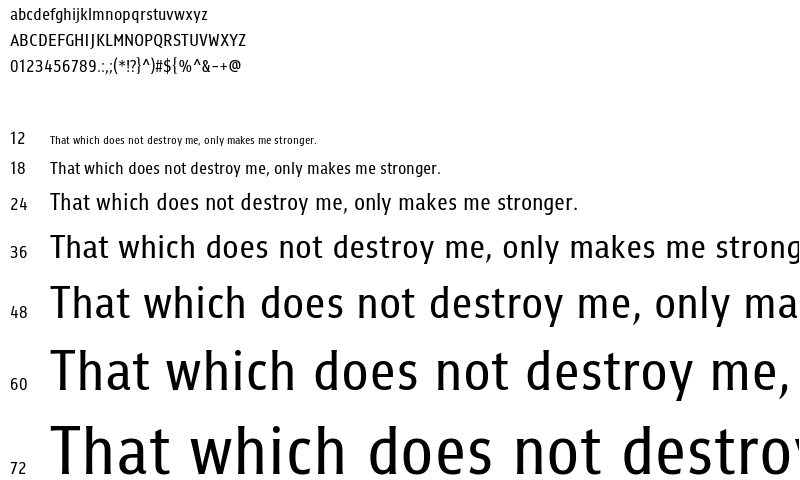 abcdefghijklmnopqrstuvwxyz
ABCDEFGHIJKLMNOPQRSTUVWXYZ
0123456789.:,;(*!?}^)#${%^&-+@
12 That which does not destroy me, only makes me stronger.
18 That which does not destroy me, only makes me stronger.
24 That which does not destroy me, only makes me stronger.
36 That which does not destroy me, only makes me strong
48 That which does not destroy me, only ma
60 That which does not destroy me,
72 That which does not destroy